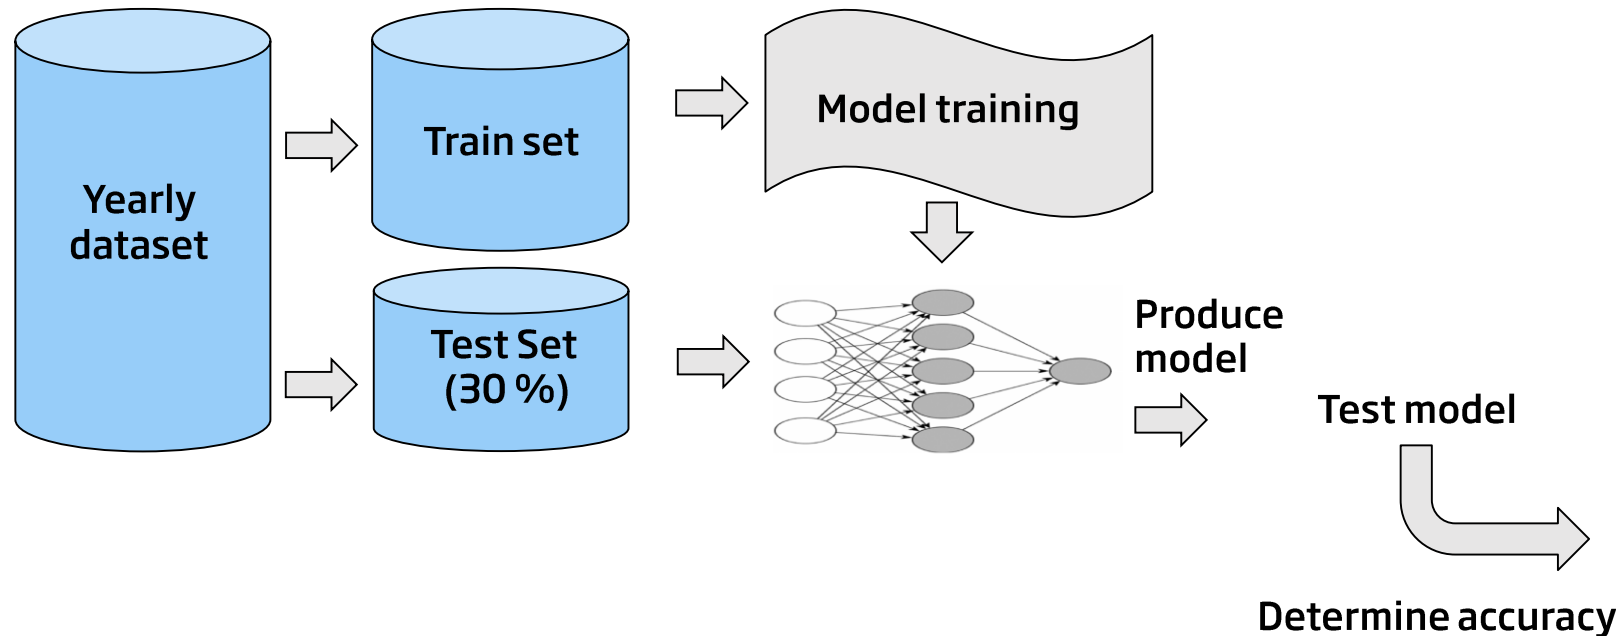 Yearly
dataset
Train set
Model training
Test Set
(30 %)
Produce
model
Test model
Determine accuracy